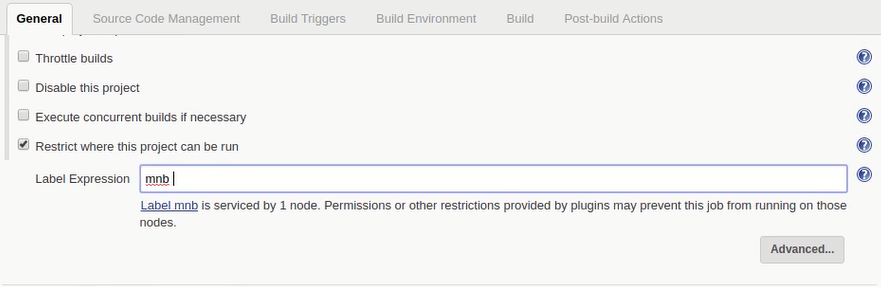 General Source Code Management Build Triggers Build Environment Build Post-build Actions
Throttle builds
Disable this project
Execute concurrent builds if necessary
Restrict where this project can be run
Label Expression mnb
Label mnb is serviced by 1 node. Permissions or other restrictions provided by plugins may prevent this job from running on those
nodes.
Advanced...